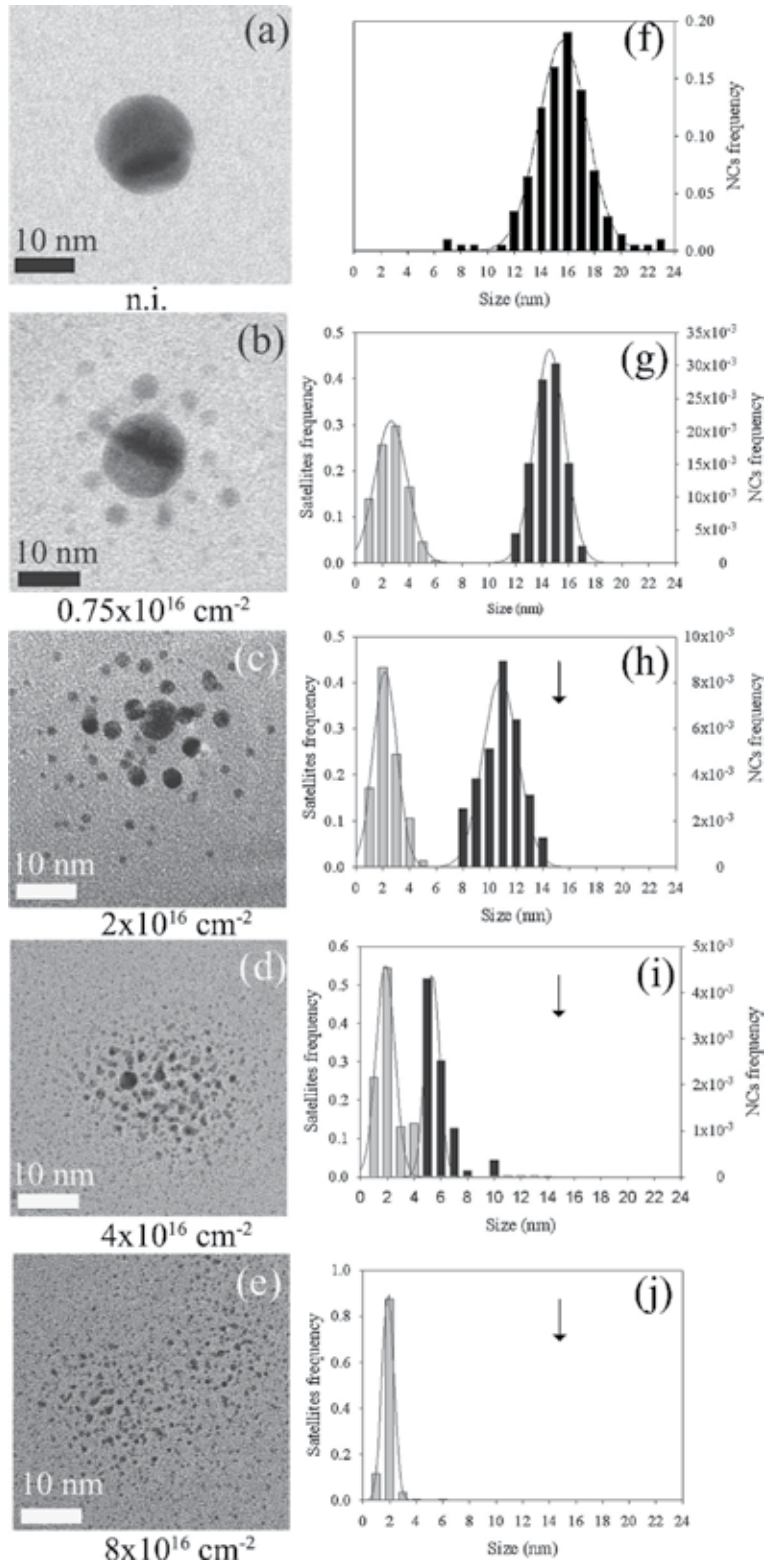 (a)
10 nm
n.i.
(f)
0.20
0.15
0.10
0.05
0.00
NCs frequency
0 2 4 6 8 10 12 14 16 18 20 22 24
Size (nm)
(b)
10 nm
0.75x10¹⁶ cm⁻²
(g)
Satellites frequency
0.5
0.4
0.3
0.2
0.1
0.0
35x10⁻³
30x10⁻³
25x10⁻³
20x10⁻³
15x10⁻³
10x10⁻³
5x10⁻³
0
NCs frequency
0 2 4 6 8 10 12 14 16 18 20 22 24
Size (nm)
(c)
10 nm
2x10¹⁶ cm⁻²
(h)
Satellites frequency
0.5
0.4
0.3
0.2
0.1
0.0
10x10⁻³
8x10⁻³
6x10⁻³
4x10⁻³
2x10⁻³
0
NCs frequency
0 2 4 6 8 10 12 14 16 18 20 22 24
Size (nm)
(d)
10 nm
4x10¹⁶ cm⁻²
(i)
Satellites frequency
0.6
0.5
0.4
0.3
0.2
0.1
0.0
5x10⁻³
4x10⁻³
3x10⁻³
2x10⁻³
1x10⁻³
0
NCs frequency
0 2 4 6 8 10 12 14 16 18 20 22 24
Size (nm)
(e)
10 nm
8x10¹⁶ cm⁻²
(j)
Satellites frequency
1.0
0.8
0.6
0.4
0.2
0.0
0 2 4 6 8 10 12 14 16 18 20 22 24
Size (nm)